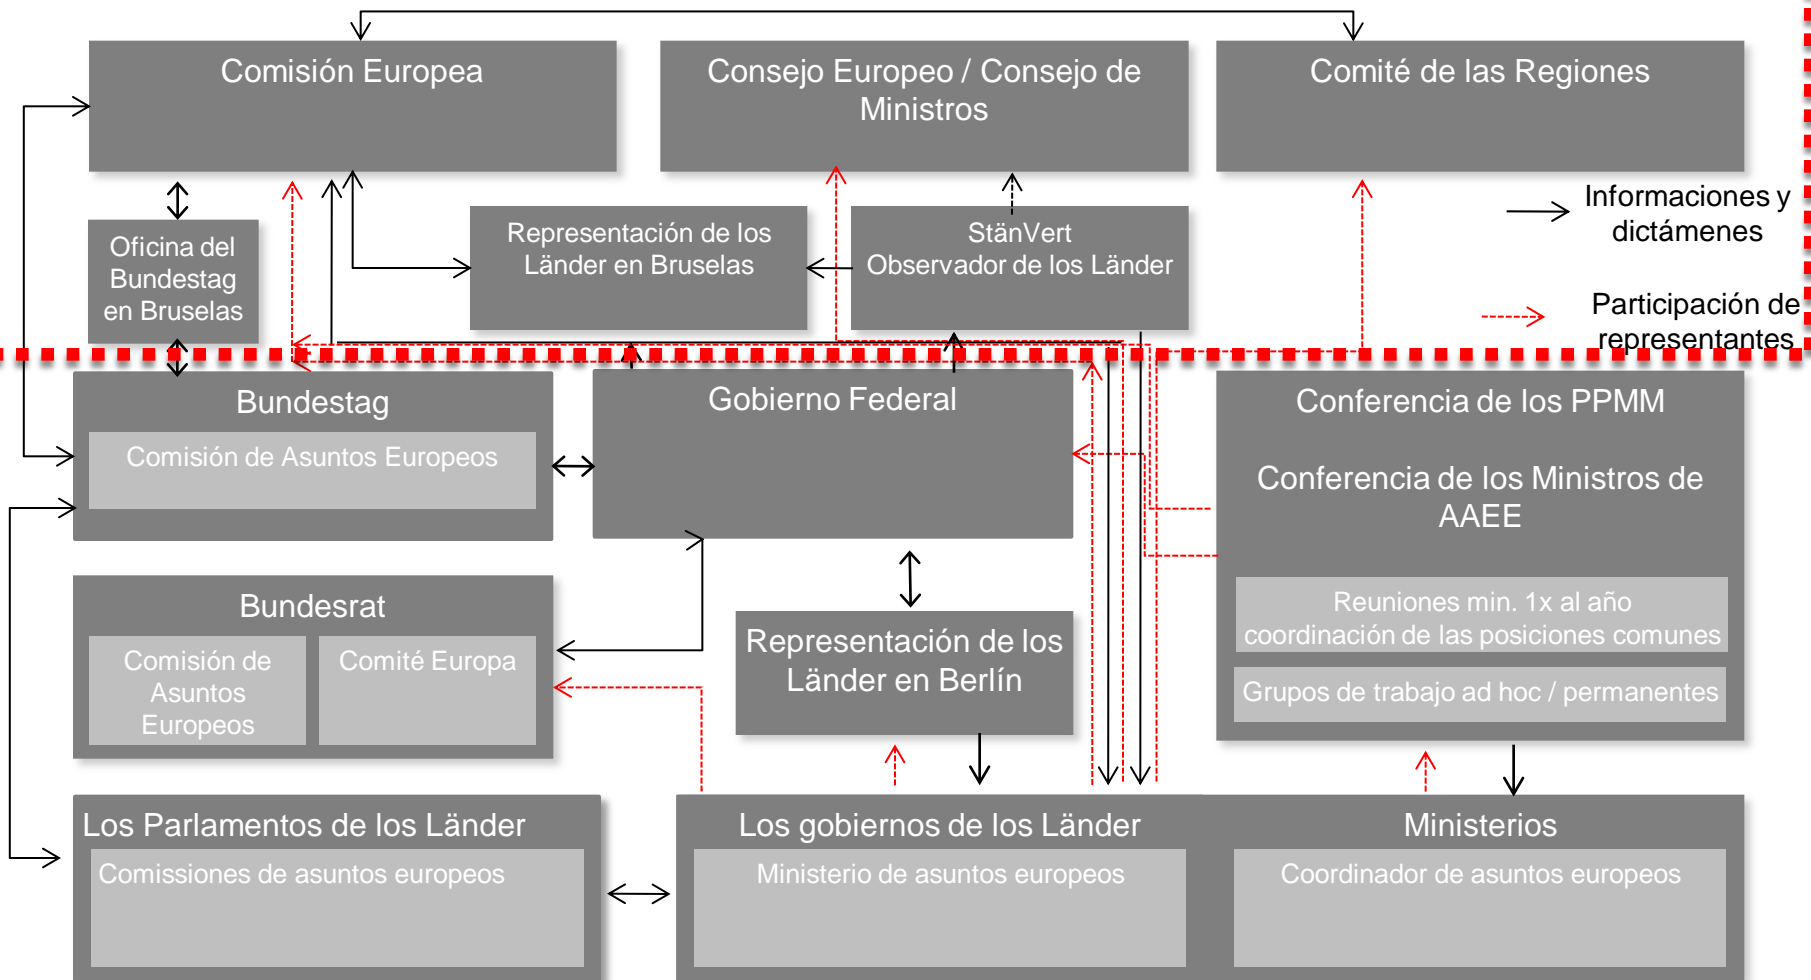 Comisión Europea
Consejo Europeo / Consejo de
Ministros
Comité de las Regiones
Informaciones y
dictámenes
Participación de
representantes
Oficina del
Bundestag
en Bruselas
Representación de los
Länder en Bruselas
StänVert
Observador de los Länder
Bundestag
Comisión de Asuntos Europeos
Gobierno Federal
Conferencia de los PPMM
Conferencia de los Ministros de
AAEE
Reuniones min. 1x al año
coordinación de las posiciones comunes
Grupos de trabajo ad hoc / permanentes
Bundesrat
Comisión de
Asuntos
Europeos
Comité Europa
Representación de los
Länder en Berlín
Los Parlamentos de los Länder
Comissiones de asuntos europeos
Los gobiernos de los Länder
Ministerio de asuntos europeos
Ministerios
Coordinador de asuntos europeos